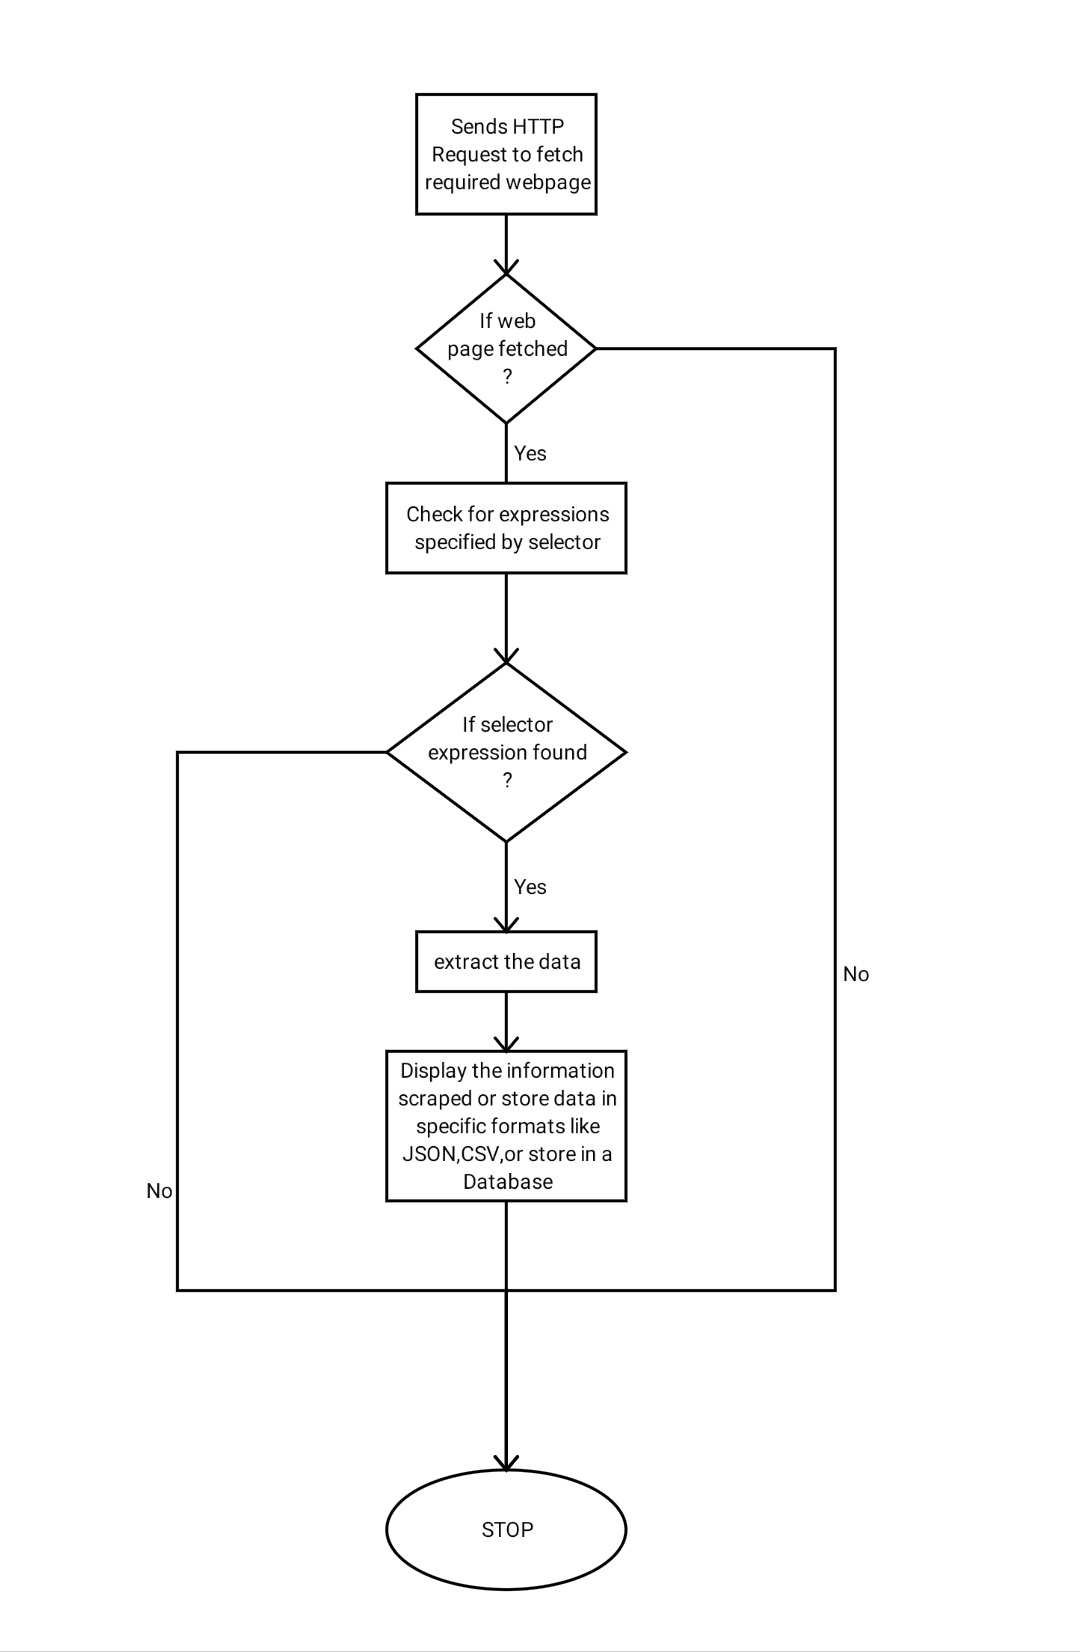 Sends HTTP
Request to fetch
required webpage
If web
page fetched
?
Yes
Check for expressions
specified by selector
If selector
expression found
?
Yes
extract the data
No
Display the information
scraped or store data in
specific formats like
JSON,CSV,or store in a
Database
No
STOP